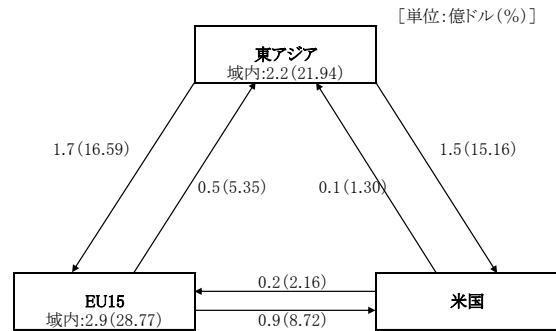 [単位:億ドル(%)]
東アジア
域内:2.2(21.94)
1.7(16.59)
0.5(5.35)
0.1(1.30)
1.5(15.16)
EU15
域内:2.9(28.77)
0.2(2.16)
0.9(8.72)
米国